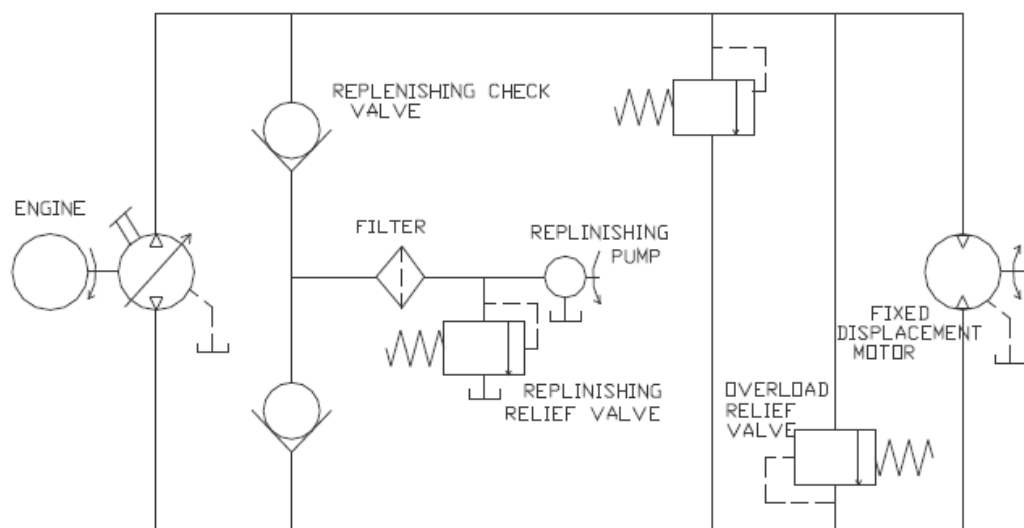 REPLENISHING CHECK
VALVE
ENGINE
FILTER
REPLINISHING
PUMP
FIXED
DISPLACEMENT
MOTOR
REPLINISHING
RELIEF VALVE
OVERLOAD
RELIEF
VALVE